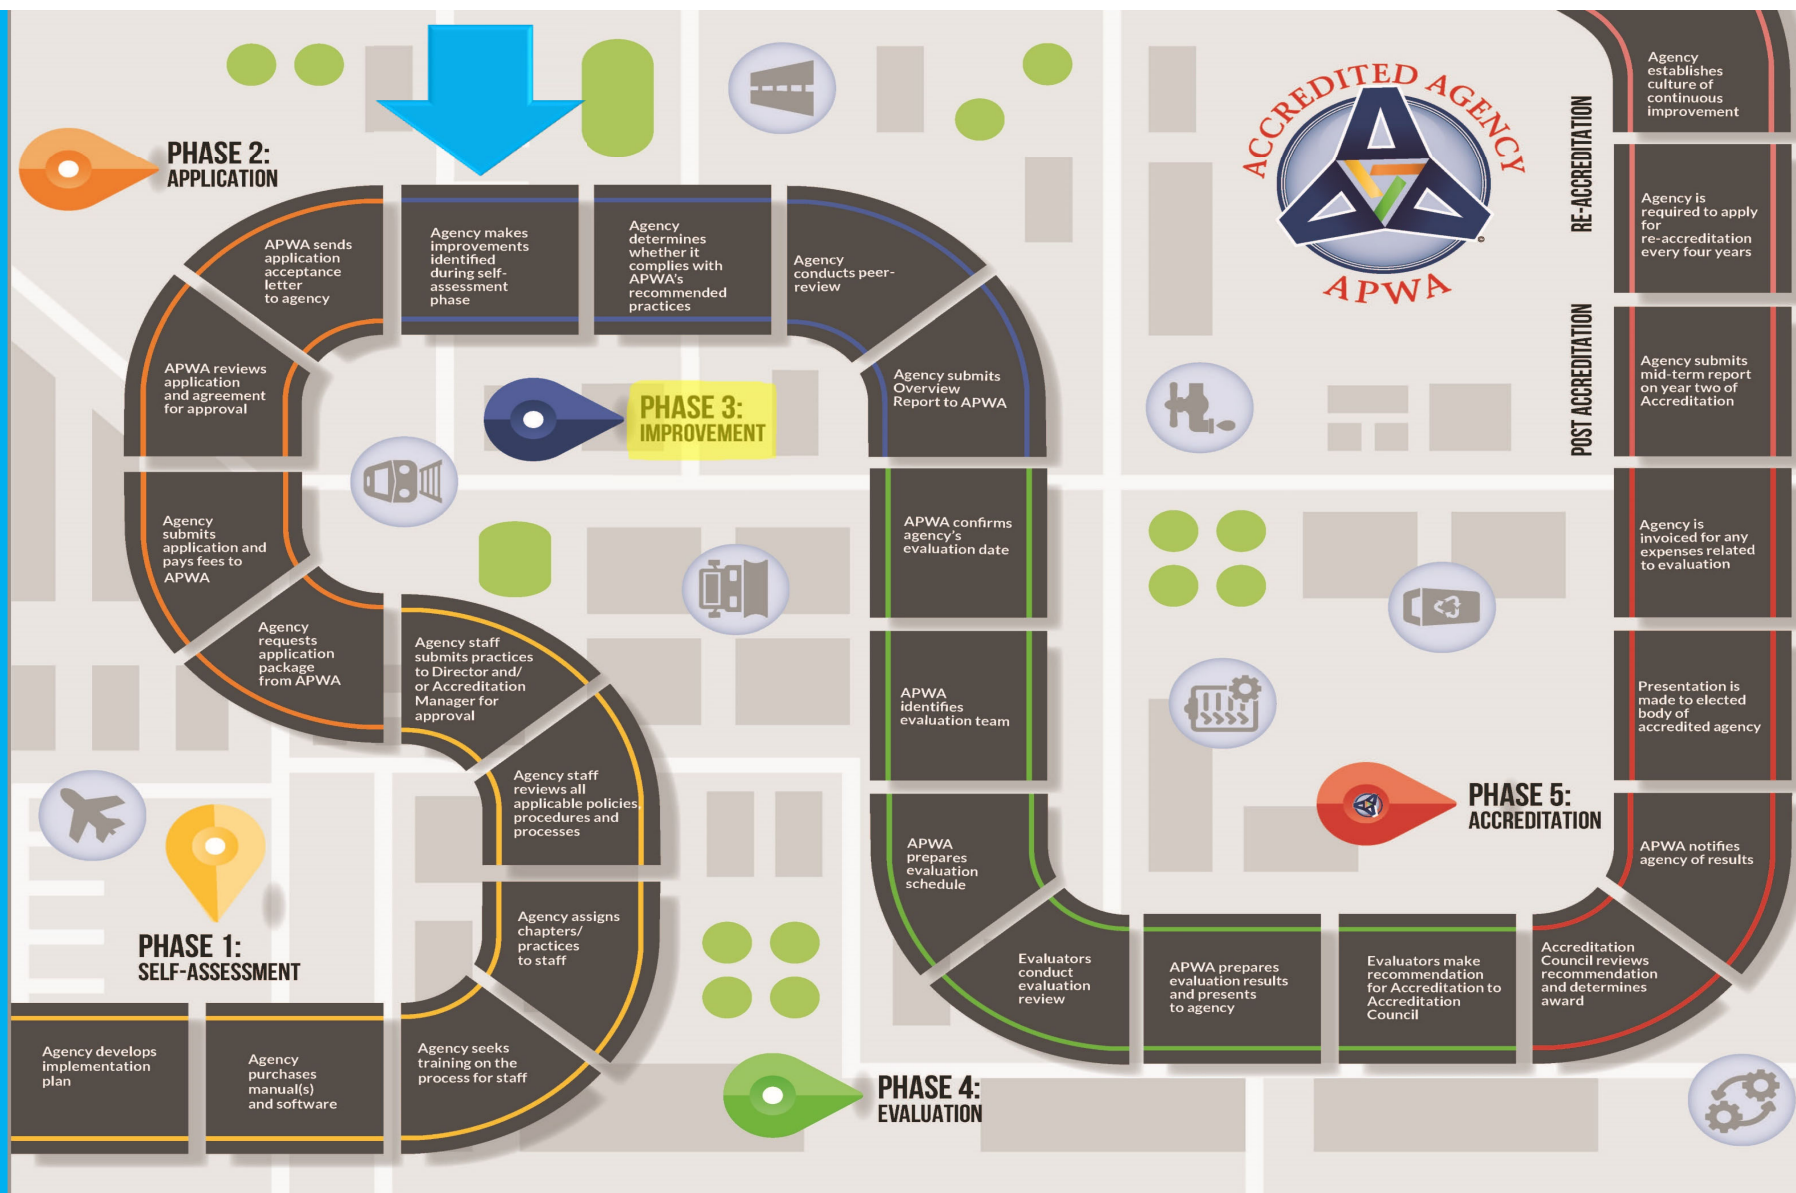 PHASE 1:
SELF-ASSESSMENT
Agency develops
implementation
plan
Agency
purchases
manual(s)
and software
Agency seeks
training on the
process for staff
Agency assigns
chapters/
practices
to staff
Agency staff
reviews all
applicable policies,
procedures and
processes
Agency staff
submits practices
to Director and/
or Accreditation
Manager for
approval
PHASE 2:
APPLICATION
Agency
requests
application
package
from APWA
Agency
submits
application and
pays fees to
APWA
APWA reviews
application
and agreement
for approval
APWA sends
application
acceptance
letter
to agency
PHASE 3:
IMPROVEMENT
Agency makes
improvements
identified
during self-
assessment
phase
Agency
determines
whether it
complies with
APWA's
recommended
practices
Agency
conducts peer-
review
Agency submits
Overview
Report to APWA
PHASE 4:
EVALUATION
APWA confirms
agency's
evaluation date
APWA
identifies
evaluation team
APWA
prepares
evaluation
schedule
Evaluators
conduct
evaluation
review
APWA prepares
evaluation results
and presents
to agency
Evaluators make
recommendation
for Accreditation to
Accreditation
Council
PHASE 5:
ACCREDITATION
Accreditation
Council reviews
recommendation
and determines
award
APWA notifies
agency of results
Presentation is
made to elected
body of
accredited agency
Agency is
invoiced for any
expenses related
to evaluation
POST ACCREDITATION
Agency submits
mid-term report
on year two of
Accreditation
RE-ACCREDITATION
Agency is
required to apply
for
re-accreditation
every four years
Agency
establishes
culture of
continuous
improvement
ACCREDITED AGENCY
APWA